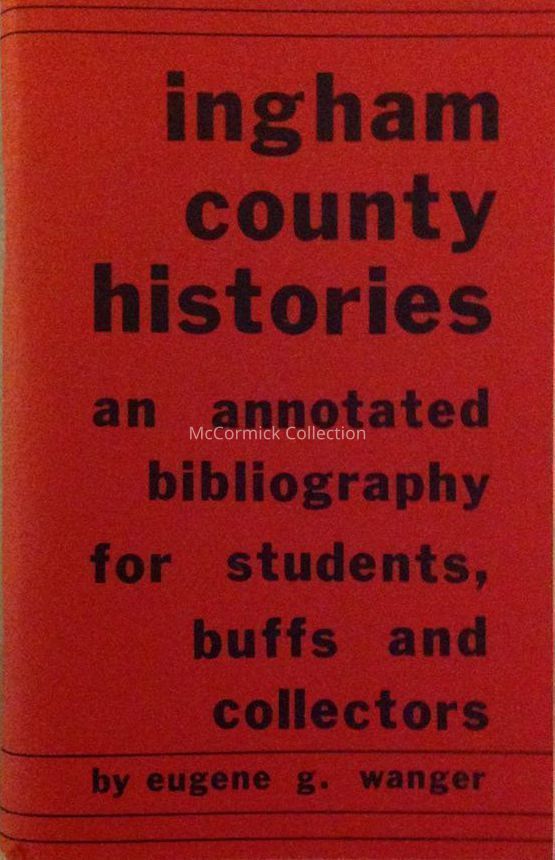 ingham
county
histories
an annotated
McCormick Collection
bibliography
for students,
buffs and
collectors
by eugene g. wanger